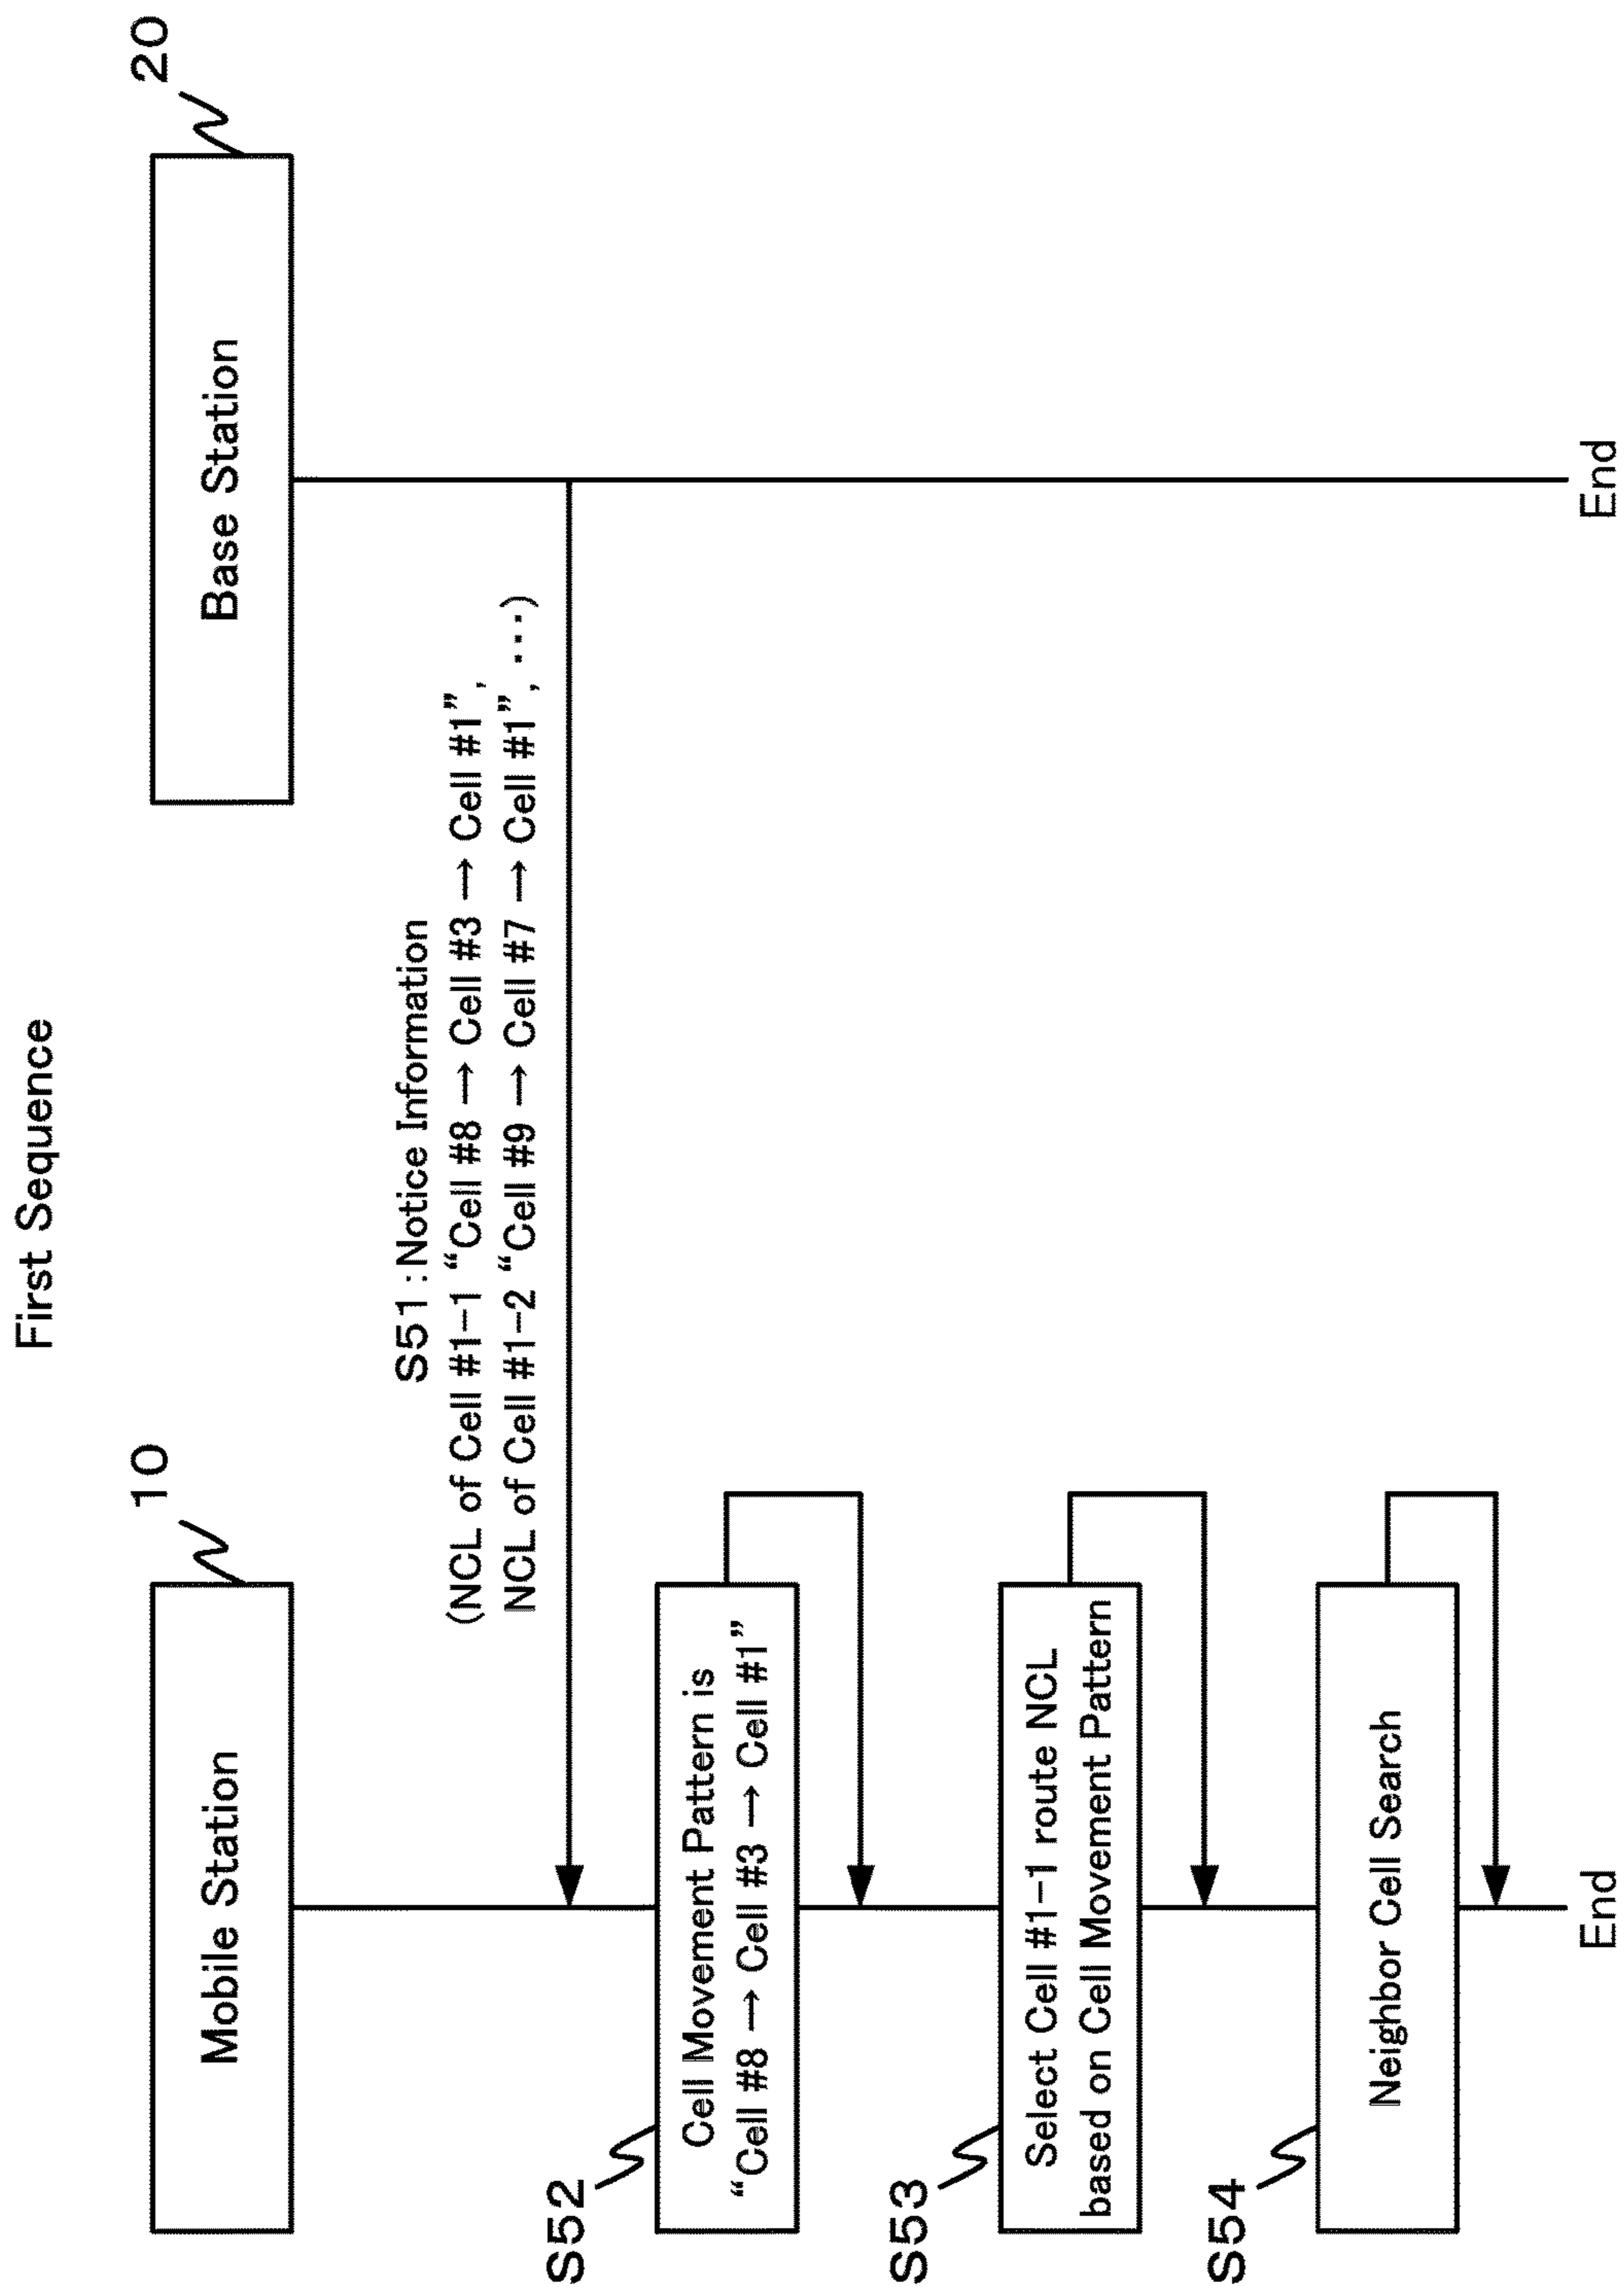 First Sequence
10
20
Mobile Station
Base Station
S51 :Notice Information
(NCL of Cell #1-1 “Cell #8 → Cell #3 → Cell #1”,
NCL of Cell #1-2 “Cell #9 → Cell #7 → Cell #1”, ･･･)
S52
Cell Movement Pattern is
“Cell #8 → Cell #3 → Cell #1”
S53
Select Cell #1-1 route NCL
based on Cell Movement Pattern
S54
Neighbor Cell Search
End
End